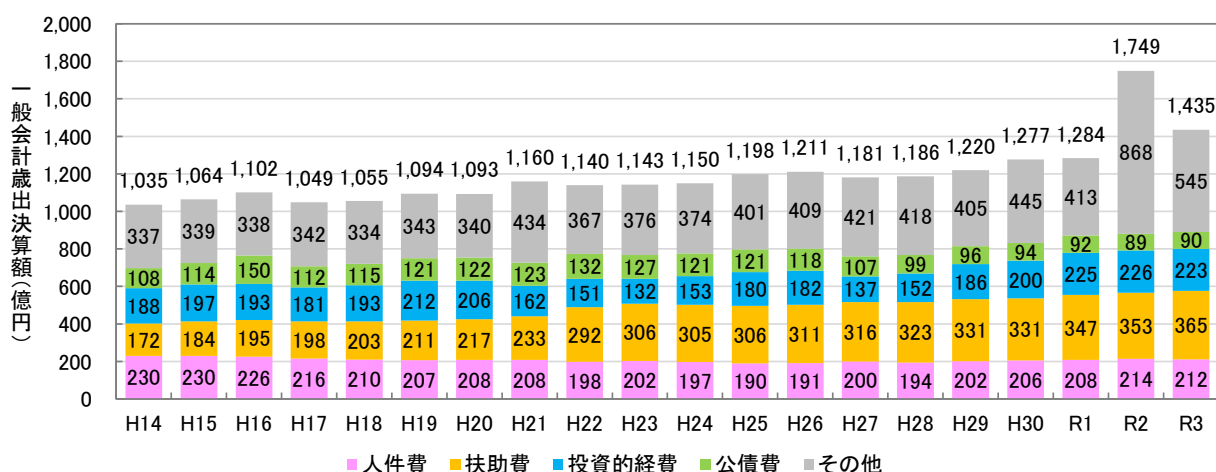 一般会計歳出決算額(億円)
2,000
1,800
1,600
1,400
1,200
1,000
800
600
400
200
0
1,035 1,064 1,102 1,049 1,055 1,094 1,093 1,160 1,140 1,143 1,150 1,198 1,211 1,181 1,186 1,220 1,277 1,284 1,749 1,435
337 339 338 342 334 343 340 434 367 376 374 401 409 421 418 405 445 413 868 545
108 114 150 112 115 121 122 123 132 127 121 121 118 107 99 96 94 92 89 90
188 197 193 181 193 212 206 162 151 132 153 180 182 137 152 186 200 225 226 223
172 184 195 198 203 211 217 233 292 306 305 306 311 316 323 331 331 347 353 365
230 230 226 216 210 207 208 208 198 202 197 190 191 200 194 202 206 208 214 212
H14 H15 H16 H17 H18 H19 H20 H21 H22 H23 H24 H25 H26 H27 H28 H29 H30 R1 R2 R3
人件費 扶助費 投資的経費 公債費 その他